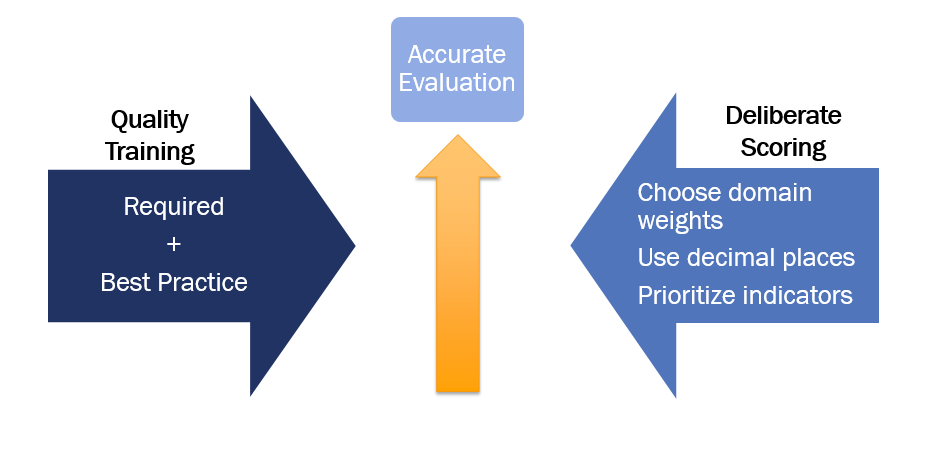 Accurate
Evaluation
Quality
Training
Required
+
Best Practice
Deliberate
Scoring
Choose domain
weights
Use decimal places
Prioritize indicators